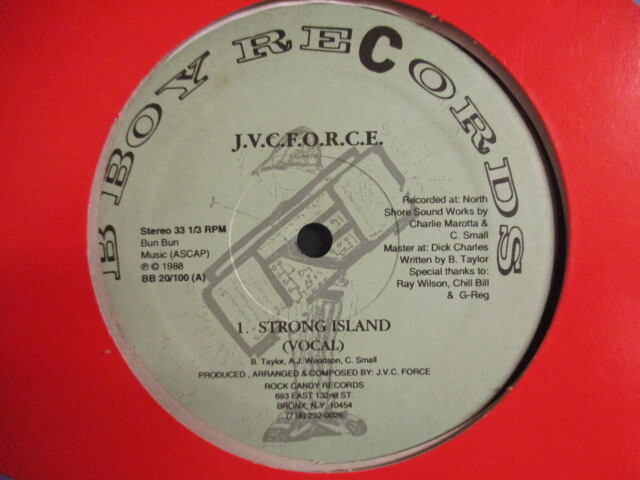 B BOY RECORDS
J.V.C.F.O.R.C.E.
Stereo 33 1/3 RPM
Bun Bun
Music (ASCAP)
℗ © 1988
BB 20/100 (A)
Recorded at: North
Shore Sound Works by
Charlie Marotta &
C. Small
Master at: Dick Charles
Written by B. Taylor
Special thanks to:
Ray Wilson, Chill Bill
& G-Reg
1. STRONG ISLAND
(VOCAL)
B. Taylor, A.J. Woodson, C. Small
PRODUCED , ARRANGED & COMPOSED BY: J.V.C. FORCE
ROCK CANDY RECORDS
693 EAST 132nd ST.
BRONX, N.Y. 10454
(718) 292-0026